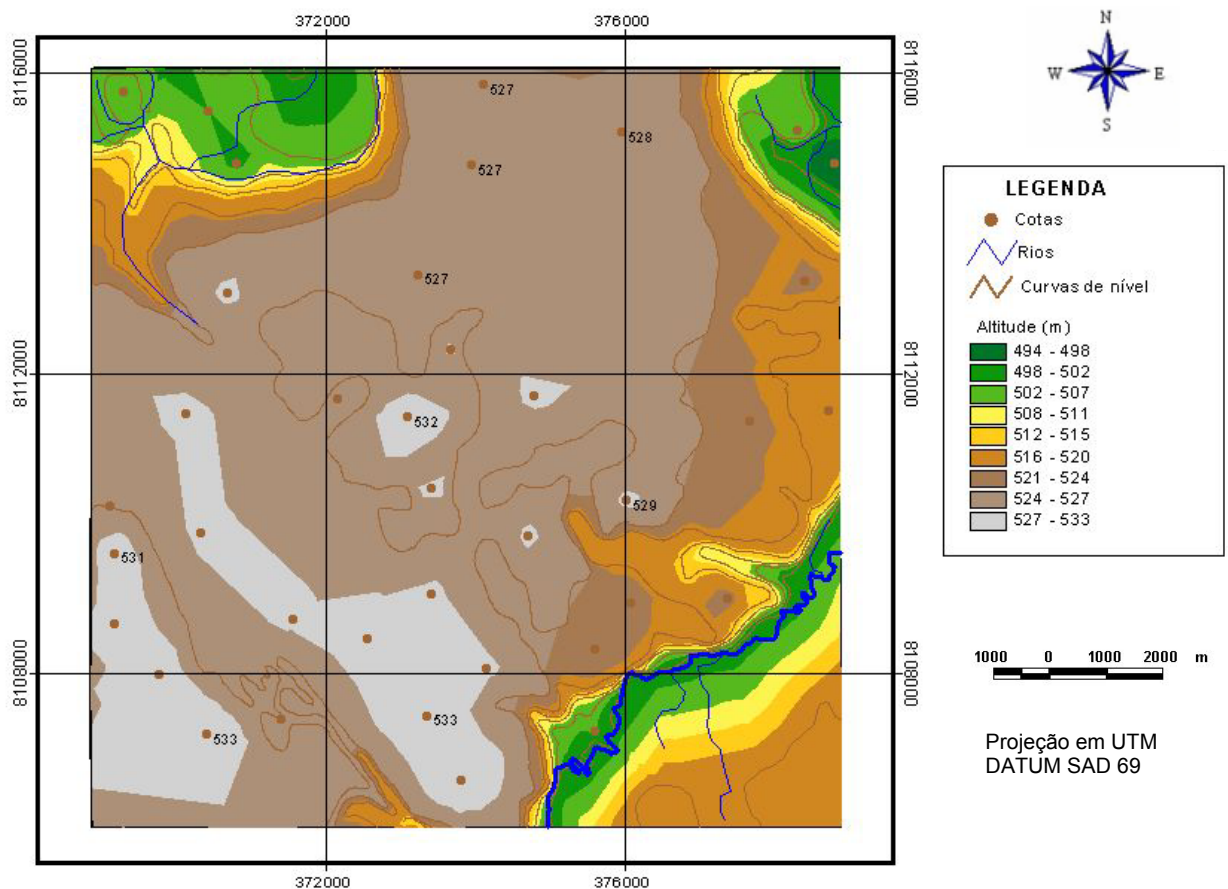 372000
376000
8116000
8116000
N
W
E
S
527
528
527
527
LEGENDA
Cotas
Rios
Curvas de nível
Altitude (m)
494 - 498
498 - 502
502 - 507
508 - 511
512 - 515
516 - 520
521 - 524
524 - 527
527 - 533
8112000
8112000
532
529
531
8108000
8108000
533
533
1000 0 1000 2000 m
Projeção em UTM
DATUM SAD 69
372000
376000